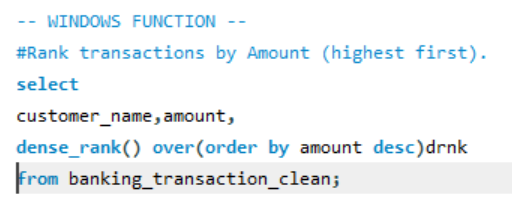 -- WINDOWS FUNCTION --
#Rank transactions by Amount (highest first).
select
customer_name,amount,
dense_rank() over(order by amount desc)drnk
from banking_transaction_clean;